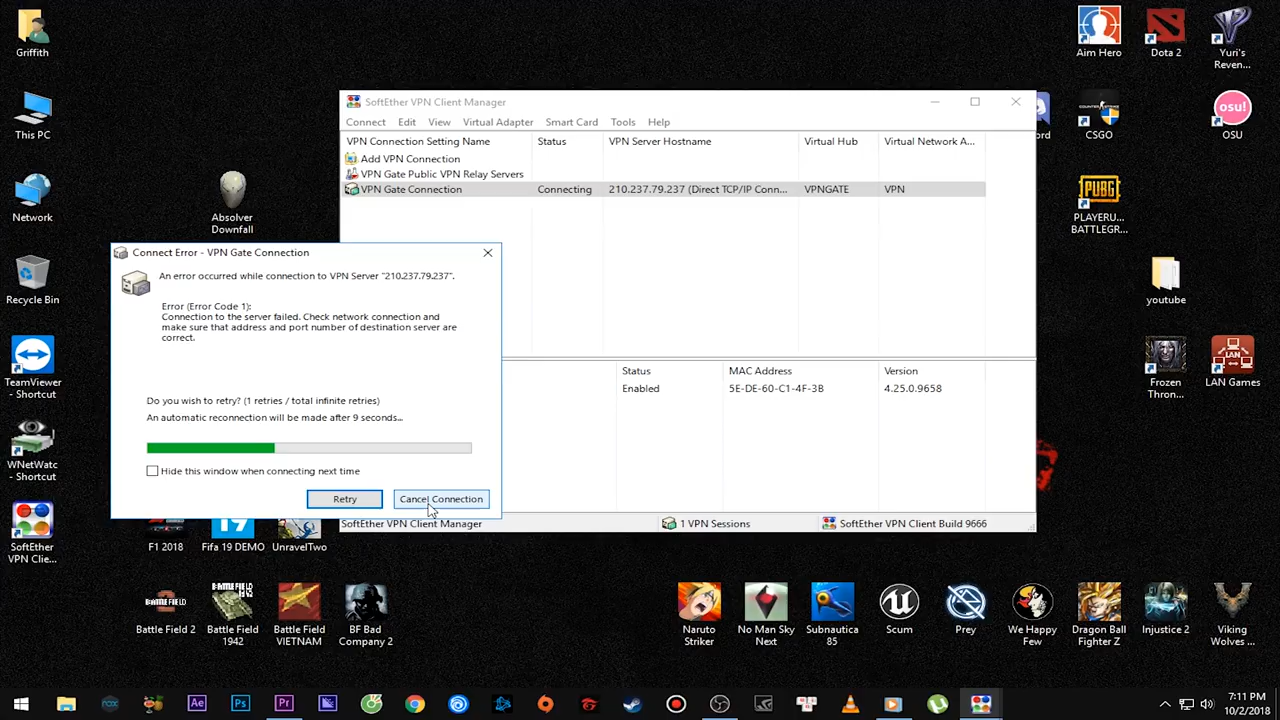 Griffith
Aim Hero
Dota 2
Yuri's
Reven...
SoftEther VPN Client Manager
Connect
Edit
View
Virtual Adapter
Smart Card
Tools
Help
This PC
COUNTER STRIKE
CSGO
osu!
OSU
ord
VPN Connection Setting Name
Status
VPN Server Hostname
Virtual Hub
Virtual Network A...
Add VPN Connection
VPN Gate Public VPN Relay Servers
VPN Gate Connection
Connecting
210.237.79.237 (Direct TCP/IP Conn...
VPNGATE
VPN
Network
Absolver
Downfall
PUBG
PLAYERU...
BATTLEGR...
Connect Error - VPN Gate Connection
An error occurred while connection to VPN Server "210.237.79.237".
Error (Error Code 1):
Connection to the server failed. Check network connection and
make sure that address and port number of destination server are
correct.
Do you wish to retry? (1 retries / total infinite retries)
An automatic reconnection will be made after 9 seconds...
Hide this window when connecting next time
Retry
Cancel Connection
Recycle Bin
youtube
Status
MAC Address
Version
Enabled
5E-DE-60-C1-4F-3B
4.25.0.9658
TeamViewer
- Shortcut
Frozen
Thron...
LAN
LAN Games
WNetWatc
- Shortcut
SoftEther VPN Client Manager
1 VPN Sessions
SoftEther VPN Client Build 9666
SoftEther
VPN Clie...
F1 2018
19
Fifa 19 DEMO
UnravelTwo
Battle Field 2
Battle Field
1942
Battle Field
VIETNAM
BF Bad
Company 2
Naruto
Striker
No Man Sky
Next
Subnautica
85
Scum
Prey
We Happy
Few
Dragon Ball
Fighter Z
Injustice 2
Viking
Wolves ...
Ae
Ps
Pr
7:11 PM
10/2/2018